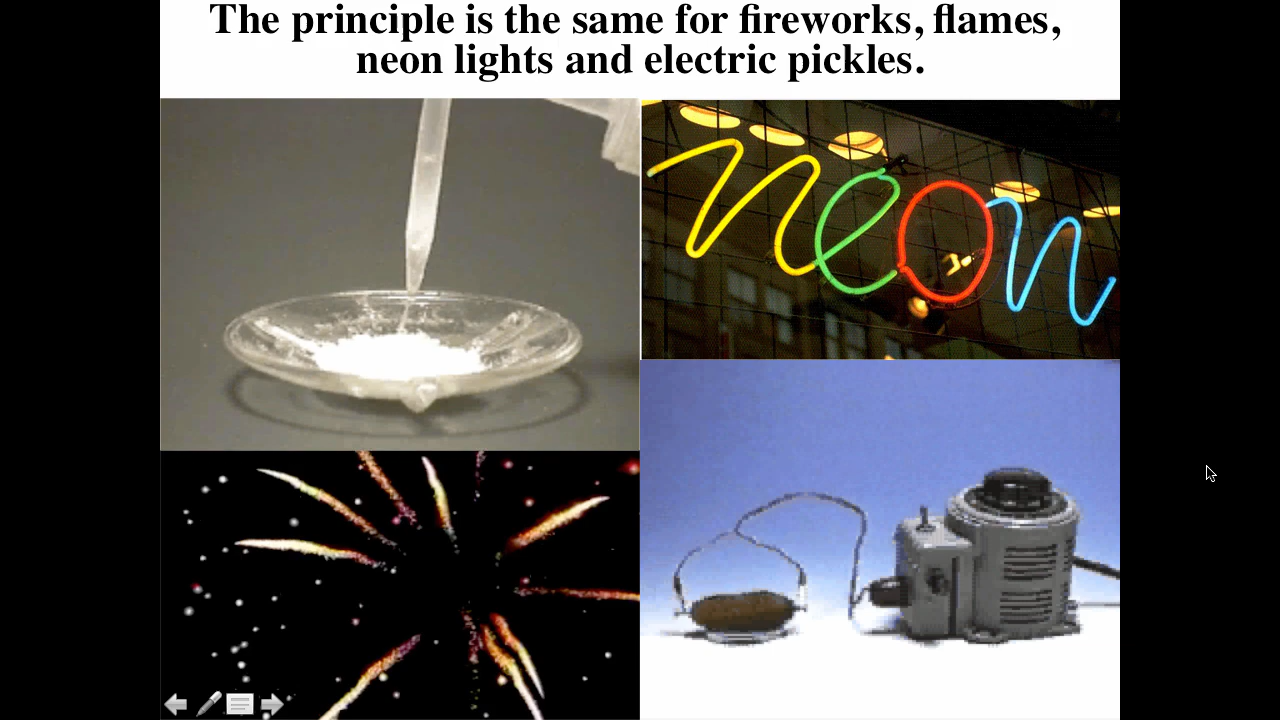 The principle is the same for fireworks, flames,
neon lights and electric pickles.
neon